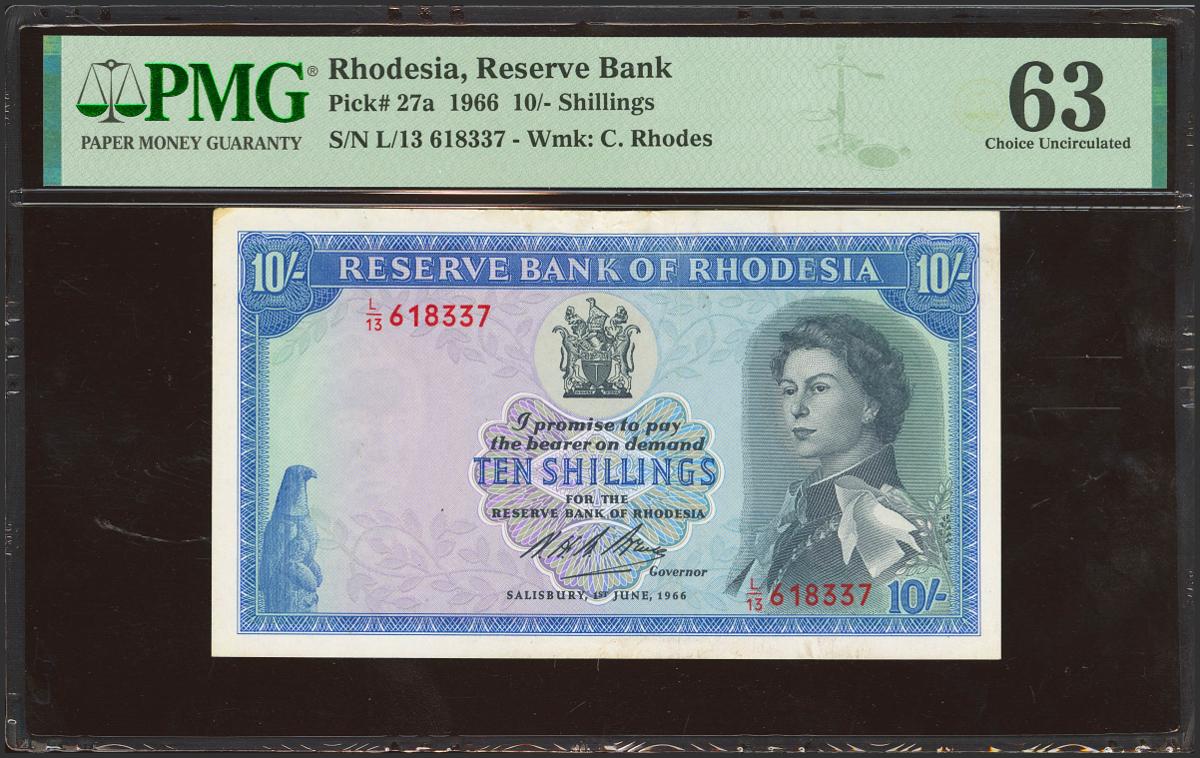 PMG®
PAPER MONEY GUARANTY
Rhodesia, Reserve Bank
Pick# 27a 1966 10/- Shillings
S/N L/13 618337 - Wmk: C. Rhodes
63
Choice Uncirculated
10/- RESERVE BANK OF RHODESIA 10/-
L/13 618337
I promise to pay
the bearer on demand
TEN SHILLINGS
FOR THE
RESERVE BANK OF RHODESIA
Governor
SALISBURY, 1ST JUNE, 1966
L/13 618337 10/-